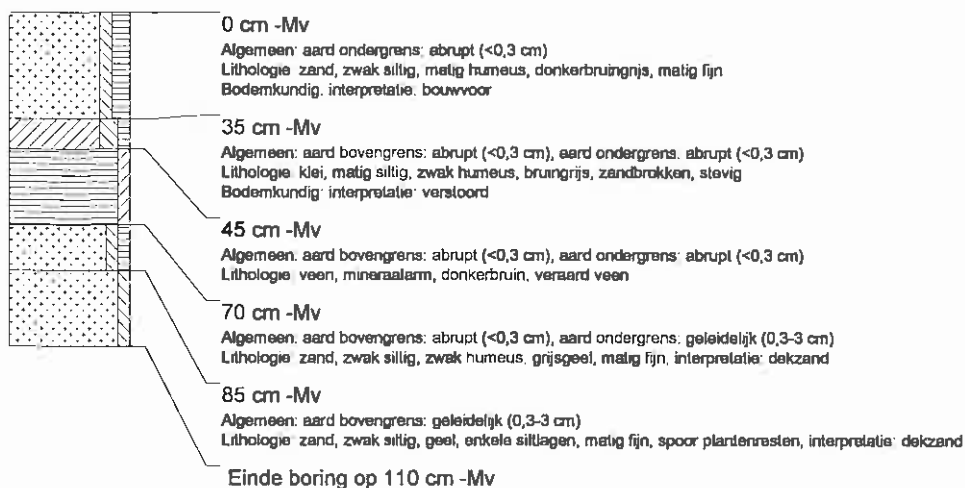 0 cm -Mv
Algemeen: aard ondergrens: abrupt (<0,3 cm)
Lithologie: zand, zwak siltig, matig humeus, donkerbruingrijs, matig fijn
Bodemkundig: interpretatie: bouwvoor
35 cm -Mv
Algemeen: aard bovengrens: abrupt (<0,3 cm), aard ondergrens: abrupt (<0,3 cm)
Lithologie: klei, matig siltig, zwak humeus, bruingrijs, zandbrokken, stevig
Bodemkundig: interpretatie: verstoord
45 cm -Mv
Algemeen: aard bovengrens: abrupt (<0,3 cm), aard ondergrens: abrupt (<0,3 cm)
Lithologie: veen, mineraalarm, donkerbruin, veraard veen
70 cm -Mv
Algemeen: aard bovengrens: abrupt (<0,3 cm), aard ondergrens: geleidelijk (0,3-3 cm)
Lithologie: zand, zwak siltig, zwak humeus, grijsgeel, matig fijn, interpretatie: dekzand
85 cm -Mv
Algemeen: aard bovengrens: geleidelijk (0,3-3 cm)
Lithologie: zand, zwak siltig, geel, enkele siltlagen, matig fijn, spoor plantenresten, interpretatie: dekzand
Einde boring op 110 cm -Mv